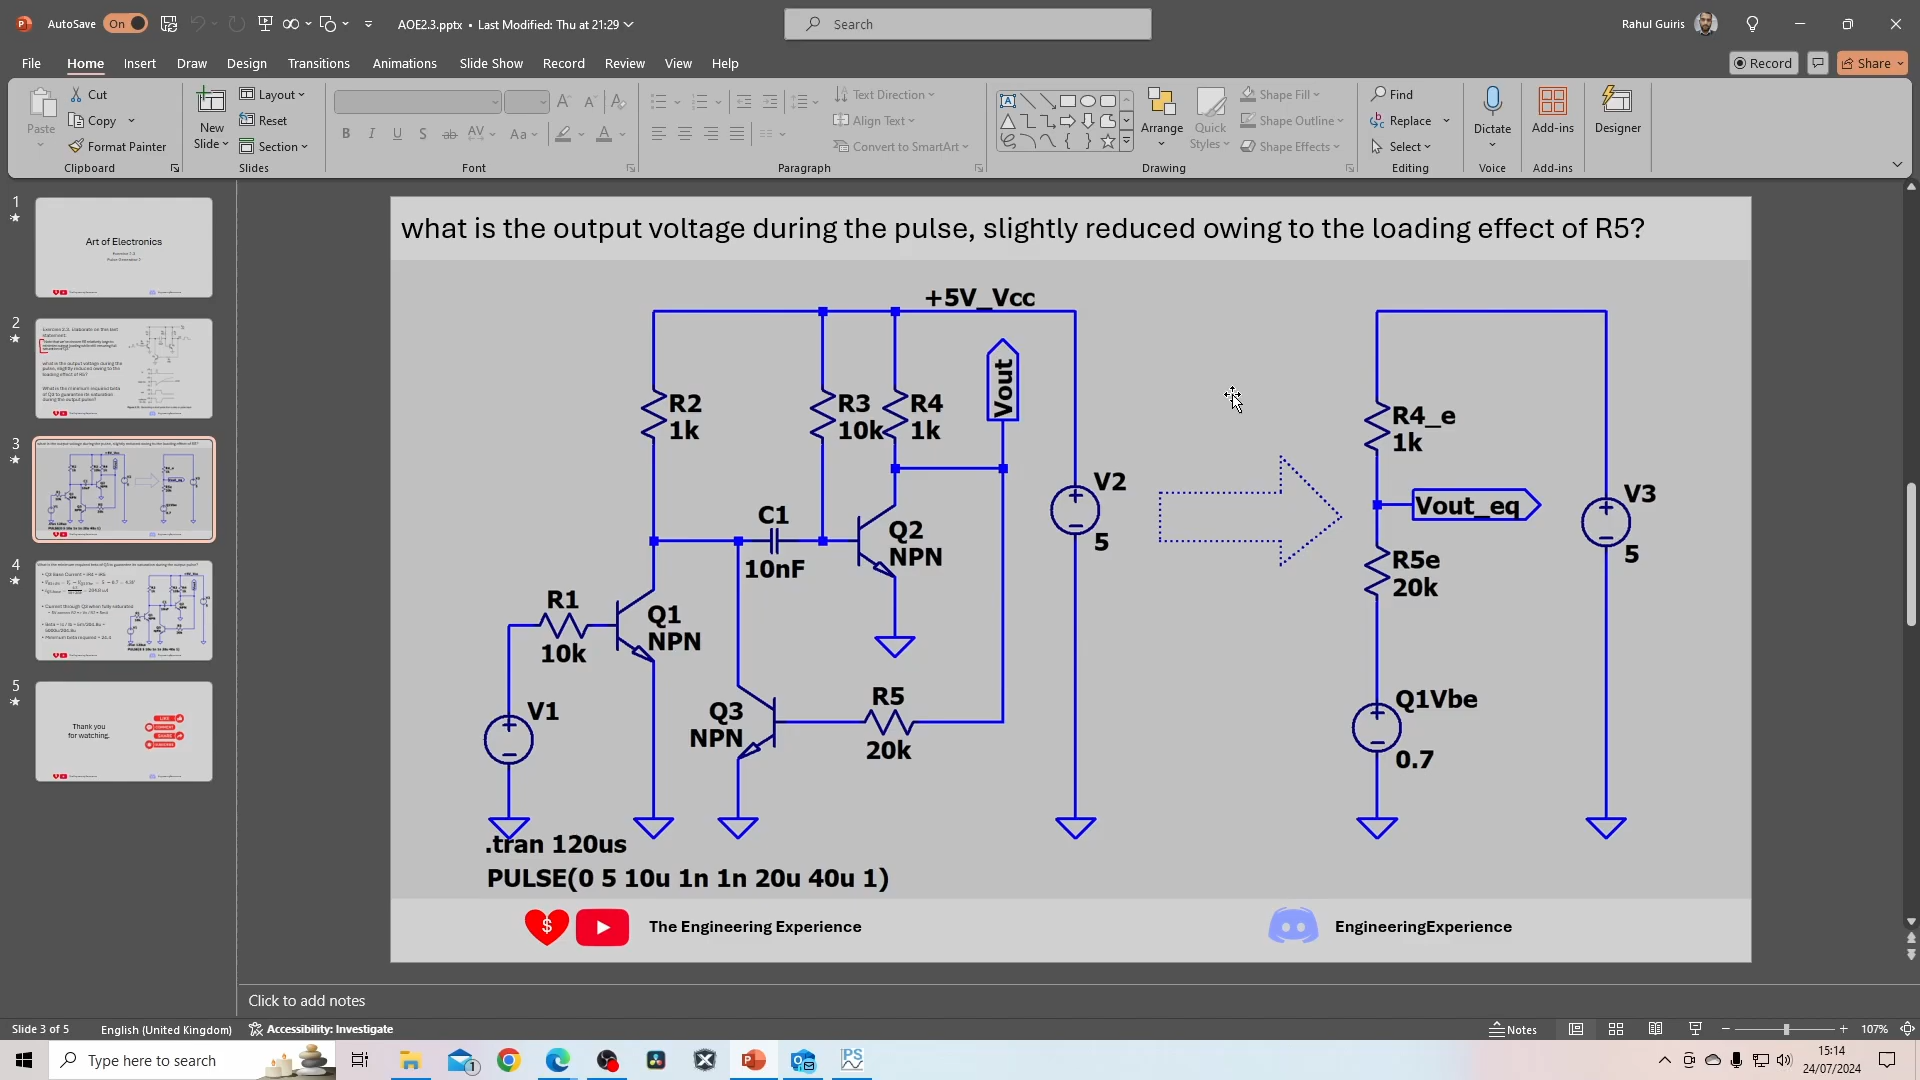 AutoSave On AOE2.3.pptx • Last Modified: Thu at 21:29 Search Rahul Guiris
File Home Insert Draw Design Transitions Animations Slide Show Record Review View Help Record Share
Paste Cut Copy Format Painter
New Slide Layout Reset Section
Text Direction Align Text Convert to SmartArt
Arrange Quick Styles Shape Fill Shape Outline Shape Effects
Find Replace Select
Dictate Add-ins Designer
Clipboard Slides Font Paragraph Drawing Editing Voice Add-ins
1
Art of Electronics
2
3
4
5
Thank you
for watching.
what is the output voltage during the pulse, slightly reduced owing to the loading effect of R5?
+5V_Vcc
R2
1k
R3
10k
R4
1k
Vout
R4_e
1k
V2
5
C1
10nF
Q2
NPN
Vout_eq
V3
5
R5e
20k
R1
10k
Q1
NPN
V1
Q3
NPN
R5
20k
Q1Vbe
0.7
.tran 120us
PULSE(0 5 10u 1n 1n 20u 40u 1)
The Engineering Experience
EngineeringExperience
Click to add notes
Slide 3 of 5 English (United Kingdom) Accessibility: Investigate Notes 107%
Type here to search
15:14
24/07/2024